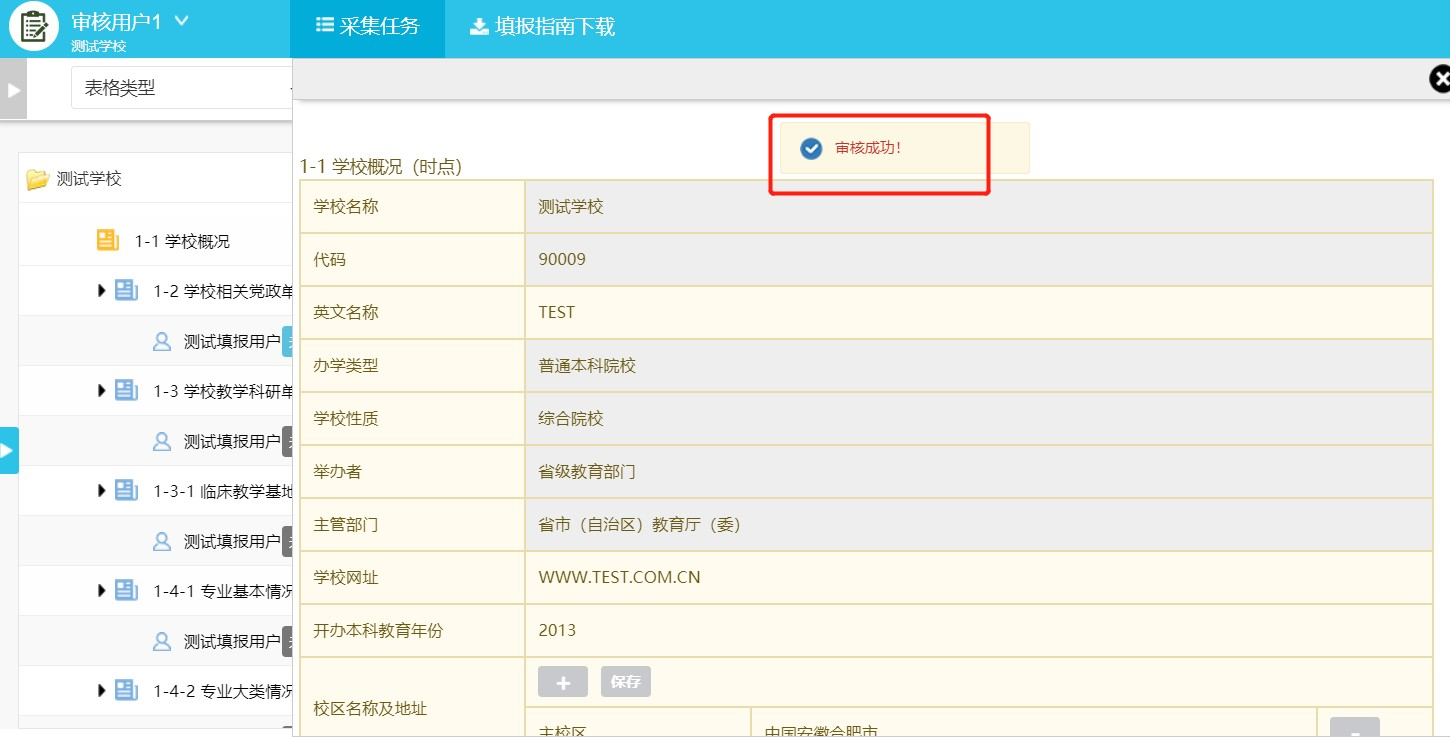 审核用户1
测试学校
采集任务
填报指南下载
表格类型
审核成功!
1-1 学校概况（时点）
测试学校
1-1 学校概况
1-2 学校相关党政单
测试填报用户
1-3 学校教学科研单
测试填报用户
1-3-1 临床教学基地
测试填报用户
1-4-1 专业基本情况
测试填报用户
1-4-2 专业大类情况
学校名称 测试学校
代码 90009
英文名称 TEST
办学类型 普通本科院校
学校性质 综合院校
举办者 省级教育部门
主管部门 省市（自治区）教育厅（委）
学校网址 WWW.TEST.COM.CN
开办本科教育年份 2013
校区名称及地址
+ 保存
主校区 中国安徽合肥市 -